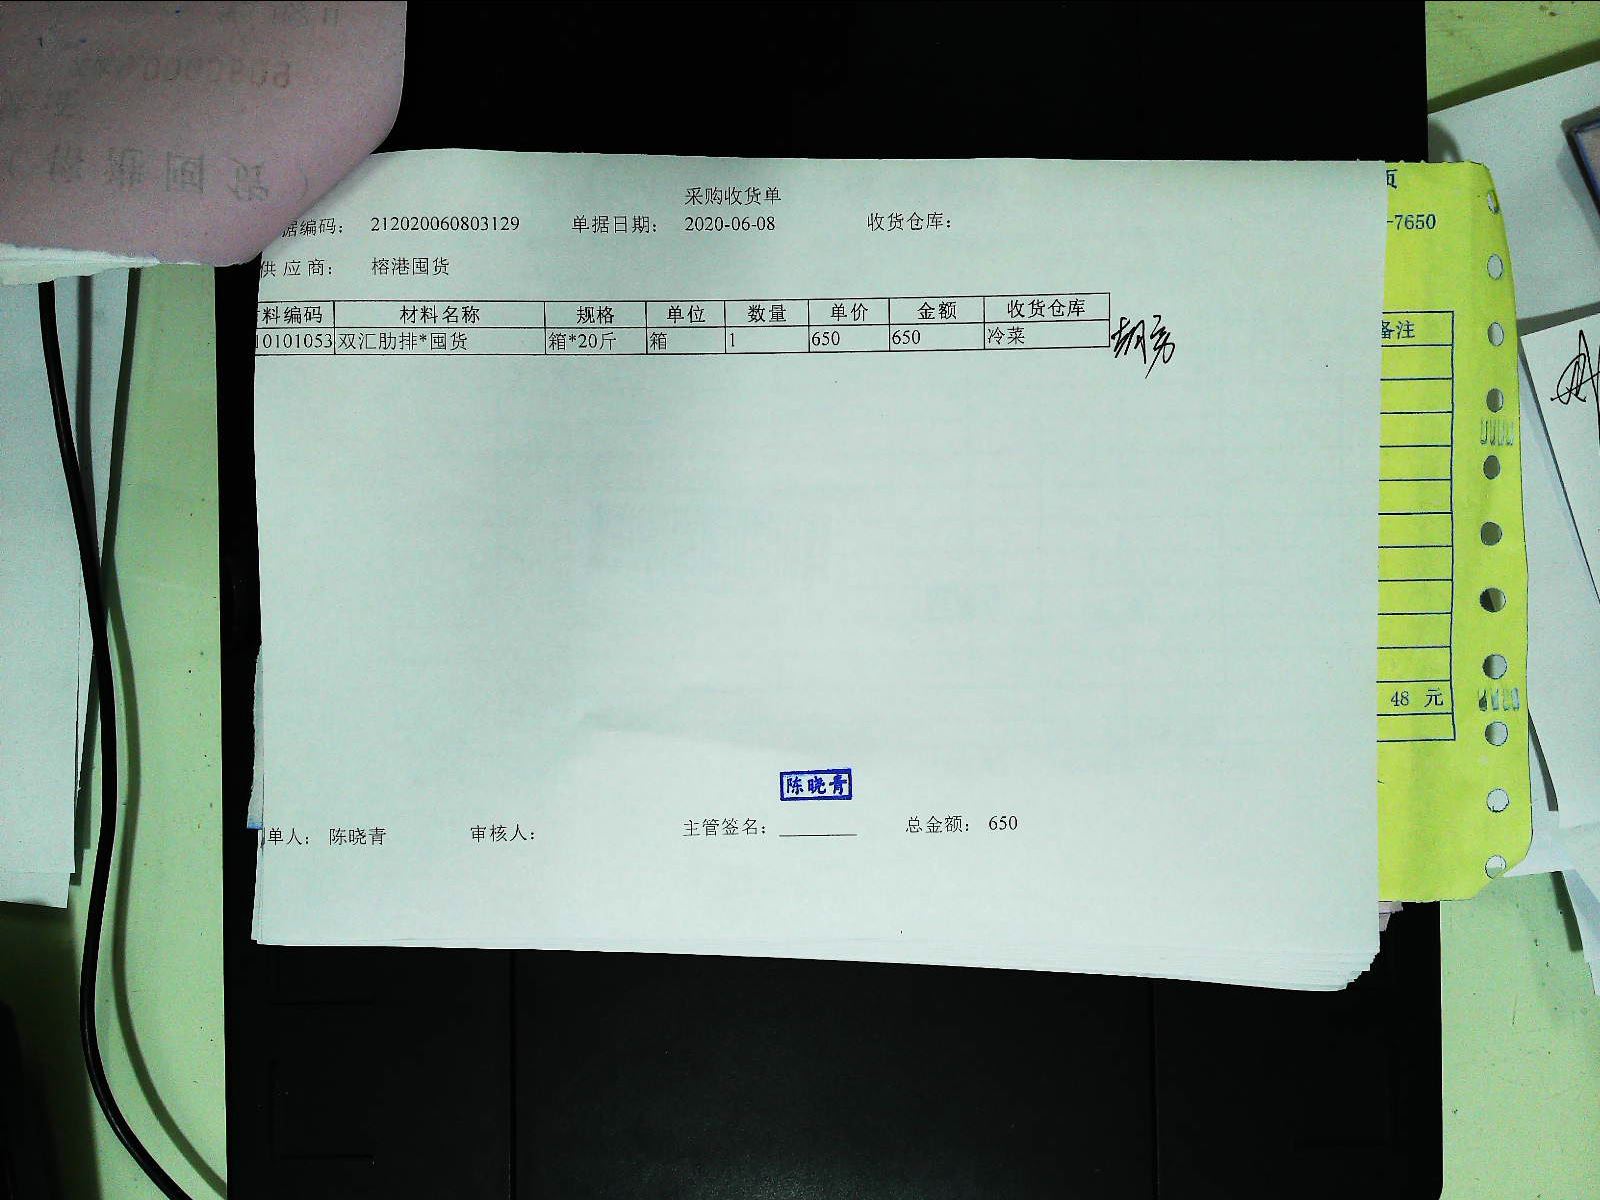 采购收货单
据编码： 212020060803129 单据日期： 2020-06-08 收货仓库：
供应商： 榕港囤货
料编码 材料名称 规格 单位 数量 单价 金额 收货仓库
10101053 双汇肋排*囤货 箱*20斤 箱 1 650 650 冷菜
陈晓青
单人： 陈晓青 审核人： 主管签名： 总金额： 650
页
-7650
备注
48 元